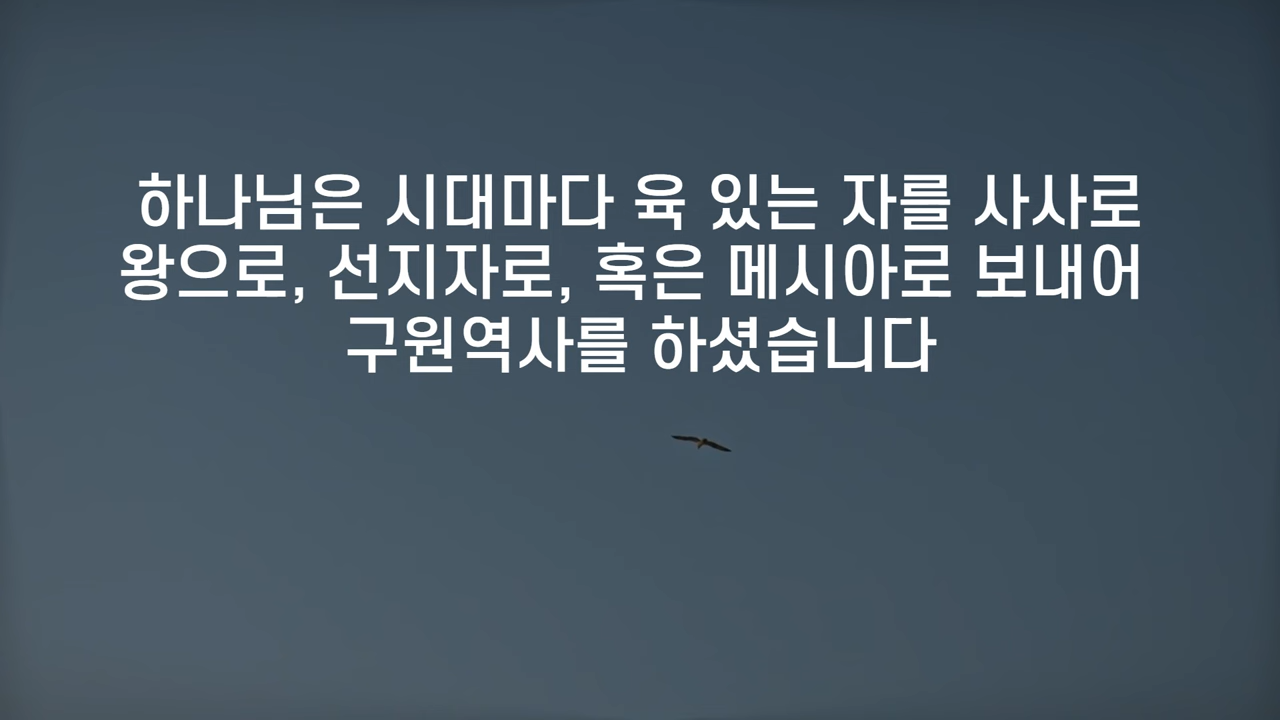 하나님은 시대마다 육 있는 자를 사사로
왕으로, 선지자로, 혹은 메시아로 보내어
구원역사를 하셨습니다